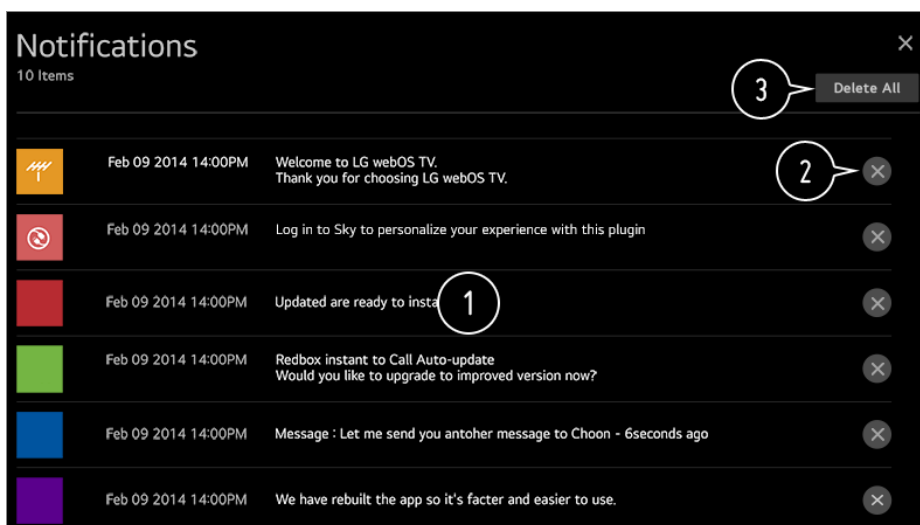 Notifications
10 Items
3
Delete All
Feb 09 2014 14:00PM
Welcome to LG webOS TV.
Thank you for choosing LG webOS TV.
2
Feb 09 2014 14:00PM
Log in to Sky to personalize your experience with this plugin
Feb 09 2014 14:00PM
Updated are ready to insta
1
Feb 09 2014 14:00PM
Redbox instant to Call Auto-update
Would you like to upgrade to improved version now?
Feb 09 2014 14:00PM
Message : Let me send you antoher message to Choon - 6seconds ago
Feb 09 2014 14:00PM
We have rebuilt the app so it's facter and easier to use.